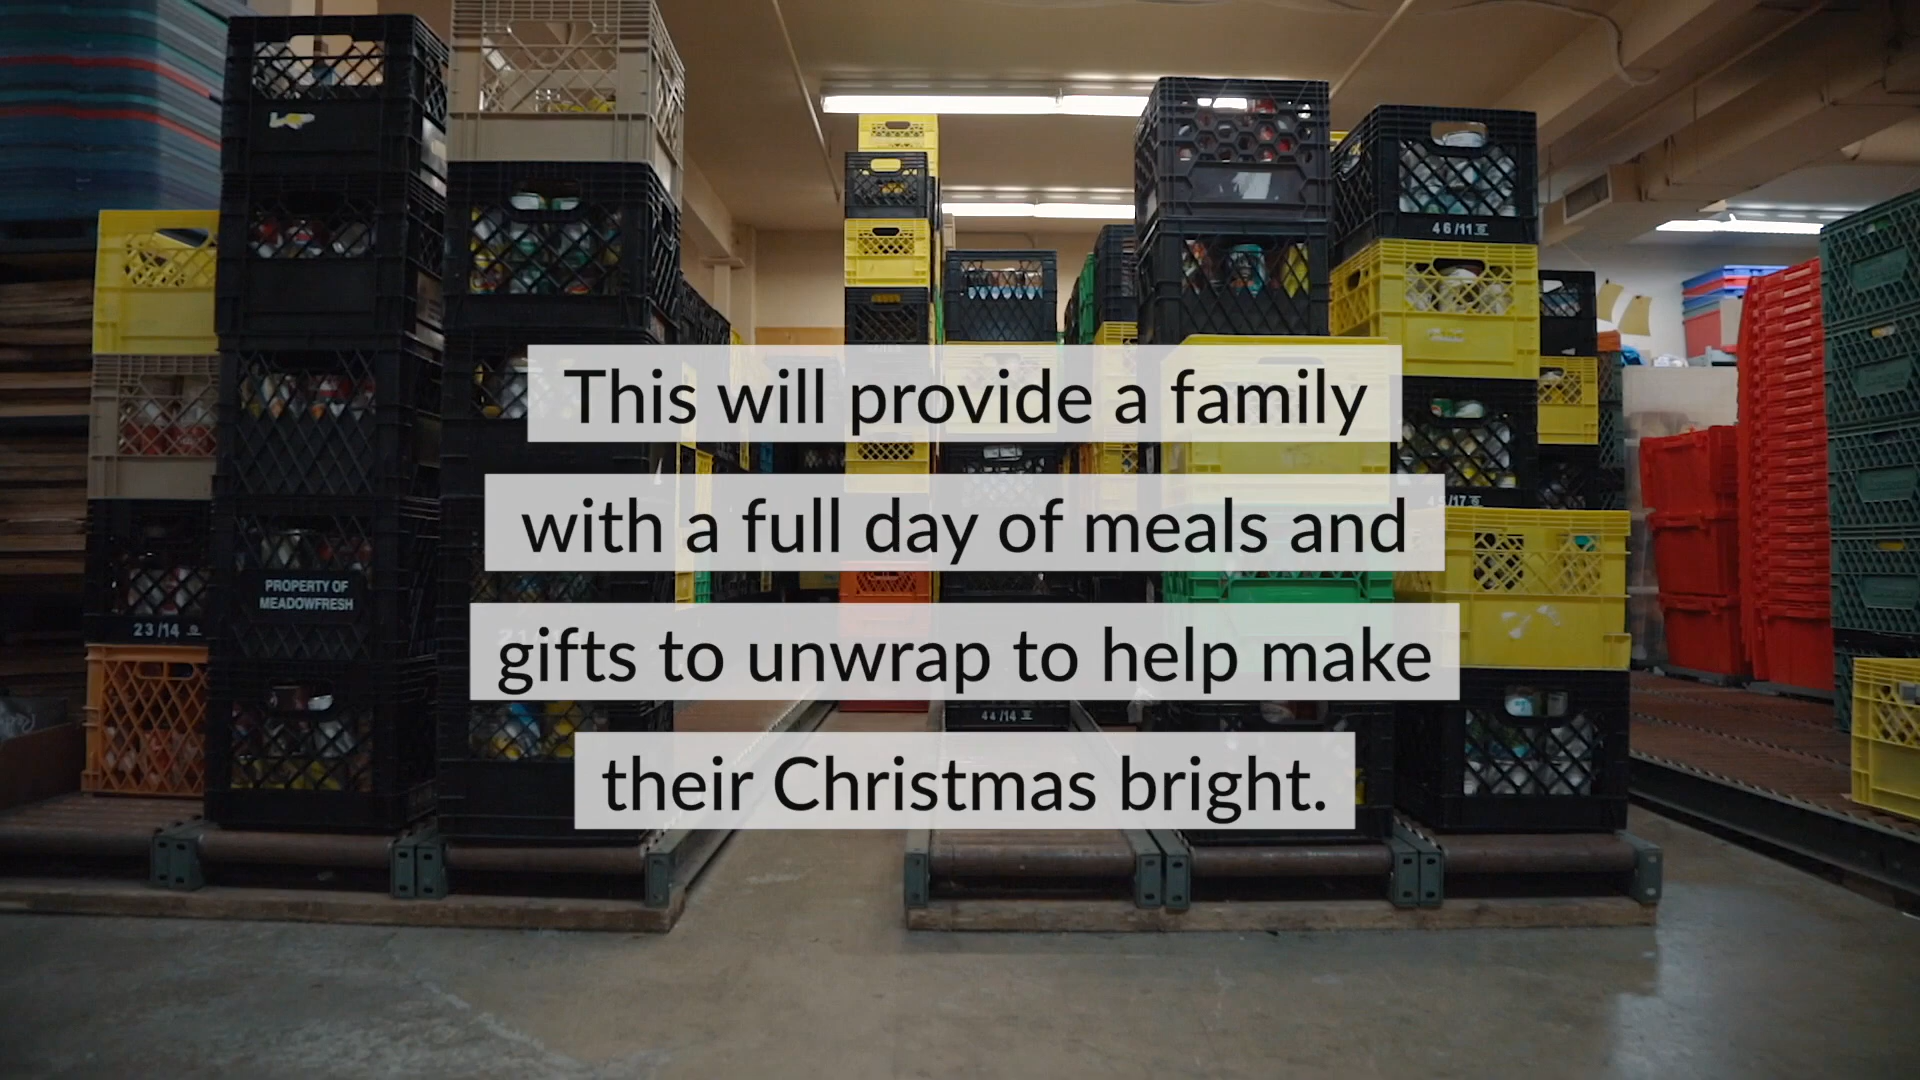 46/11
This will provide a family
with a full day of meals and
PROPERTY OF
MEADOWFRESH
23/14
gifts to unwrap to help make
44/14
their Christmas bright.